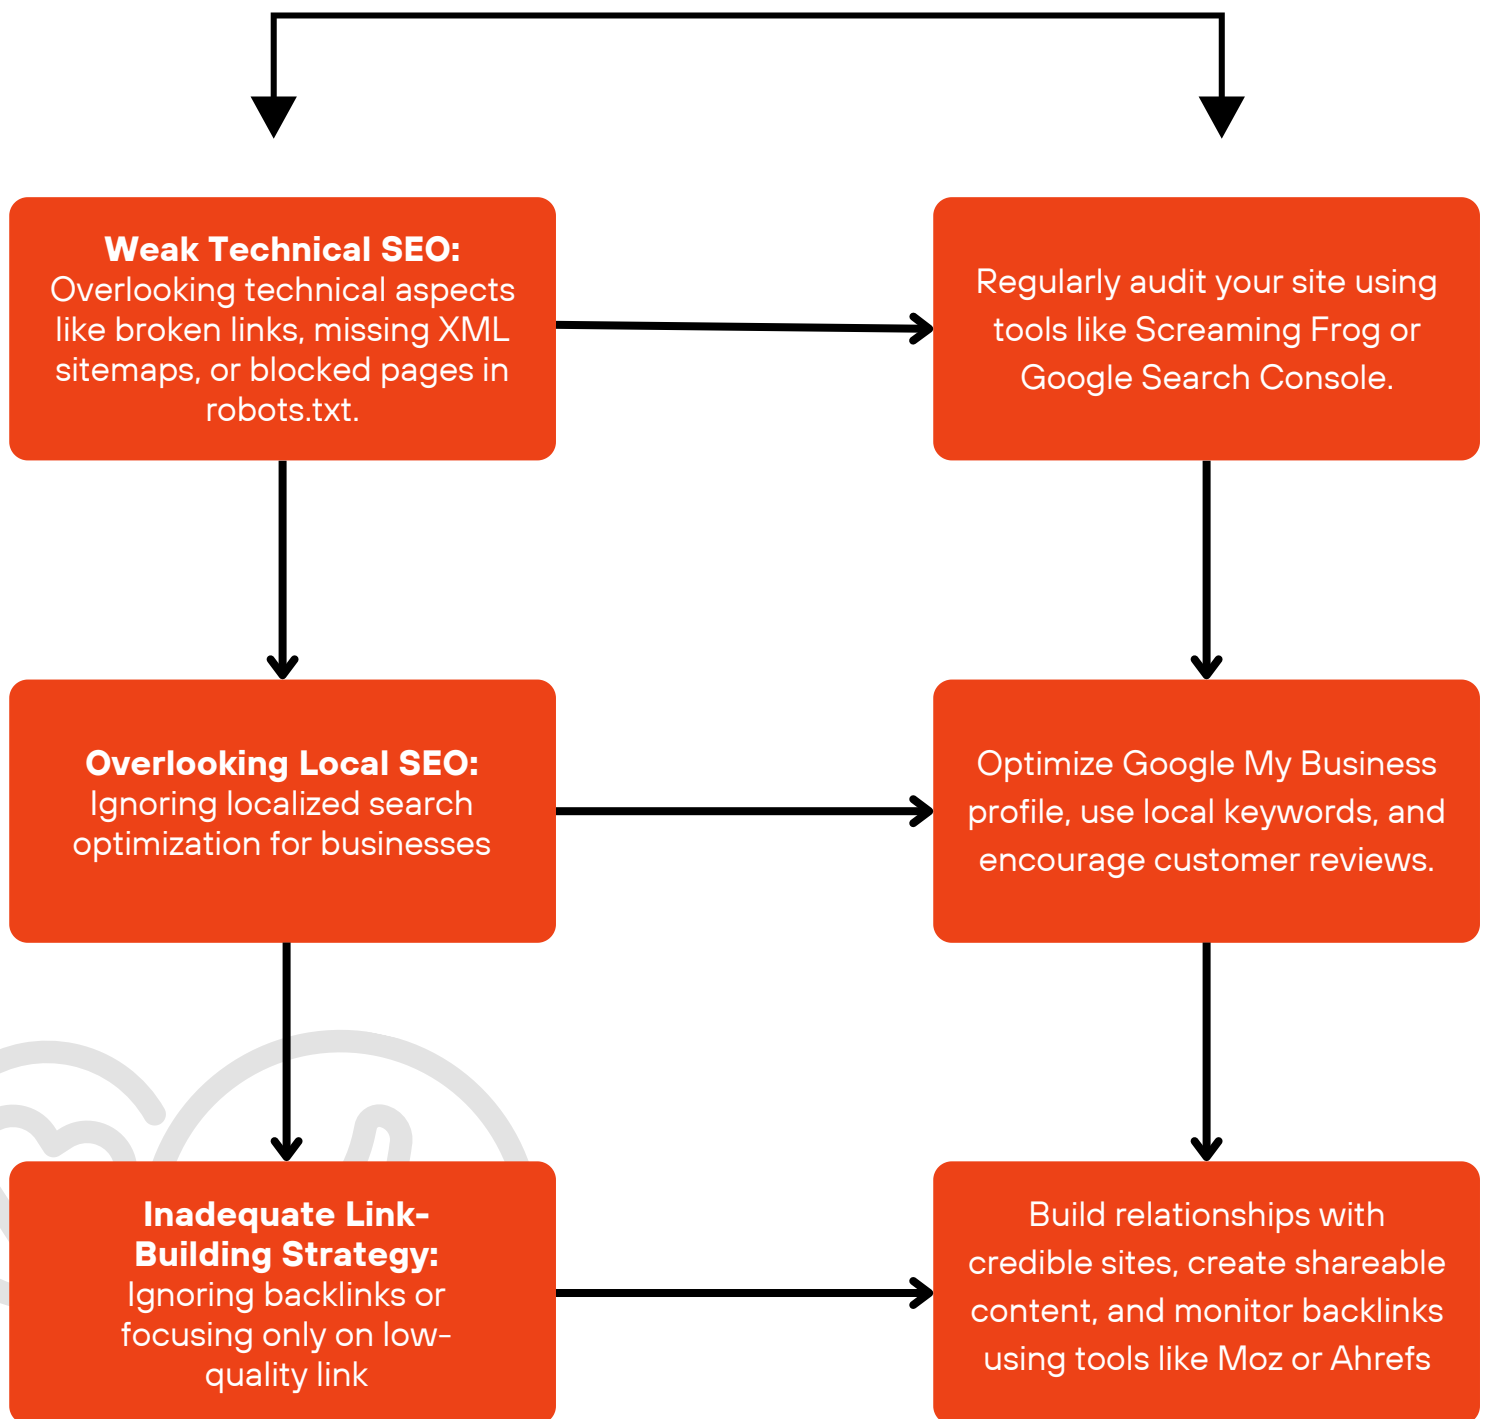 Weak Technical SEO:
Overlooking technical aspects
like broken links, missing XML
sitemaps, or blocked pages in
robots.txt.
Regularly audit your site using
tools like Screaming Frog or
Google Search Console.
Overlooking Local SEO:
Ignoring localized search
optimization for businesses
Optimize Google My Business
profile, use local keywords, and
encourage customer reviews.
Inadequate Link-
Building Strategy:
Ignoring backlinks or
focusing only on low-
quality link
Build relationships with
credible sites, create shareable
content, and monitor backlinks
using tools like Moz or Ahrefs